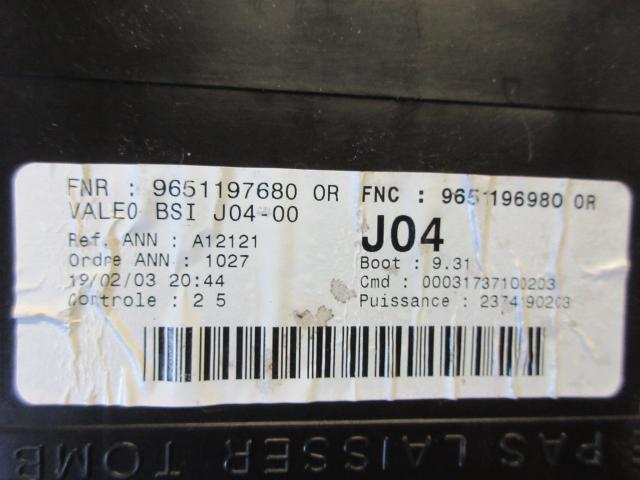 FNR : 9651197680 OR FNC : 9651196980 OR
VALEO BSI J04-00
J04
Ref. ANN : A12121
Ordre ANN : 1027 Boot : 9.31
19/02/03 20:44 Cmd : 00031737100203
Controle : 2 5 Puissance :
PAS LAISSER TOMB